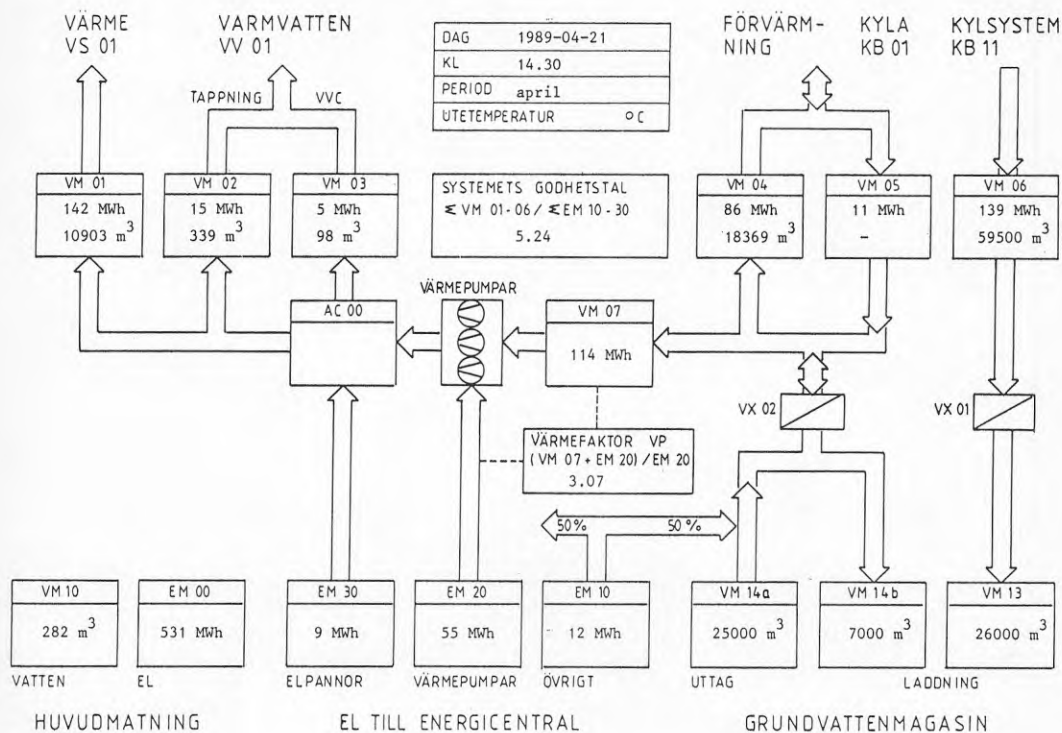 VÄRME
VS 01
VARMVATTEN
VV 01
DAG 1989-04-21
KL 14.30
PERIOD april
UTETEMPERATUR °C
FÖRVÄRM-
NING
KYLA
KB 01
KYLSYSTEM
KB 11
TAPPNING VVC
VM 01
142 MWh
10903 m³
VM 02
15 MWh
339 m³
VM 03
5 MWh
98 m³
SYSTEMETS GODHETSTAL
Σ VM 01-06 / Σ EM 10-30
5.24
VM 04
86 MWh
18369 m³
VM 05
11 MWh
-
VM 06
139 MWh
59500 m³
VÄRMEPUMPAR
AC 00
VM 07
114 MWh
VX 02
VX 01
VÄRMEFAKTOR VP
(VM 07 + EM 20) / EM 20
3.07
50% 50%
VM 10
282 m³
VATTEN
EM 00
531 MWh
EL
EM 30
9 MWh
ELPANNOR
EM 20
55 MWh
VÄRMEPUMPAR
EM 10
12 MWh
ÖVRIGT
VM 14a
25000 m³
UTTAG
VM 14b
7000 m³
VM 13
26000 m³
LADDNING
HUVUDMATNING
EL TILL ENERGICENTRAL
GRUNDVATTENMAGASIN